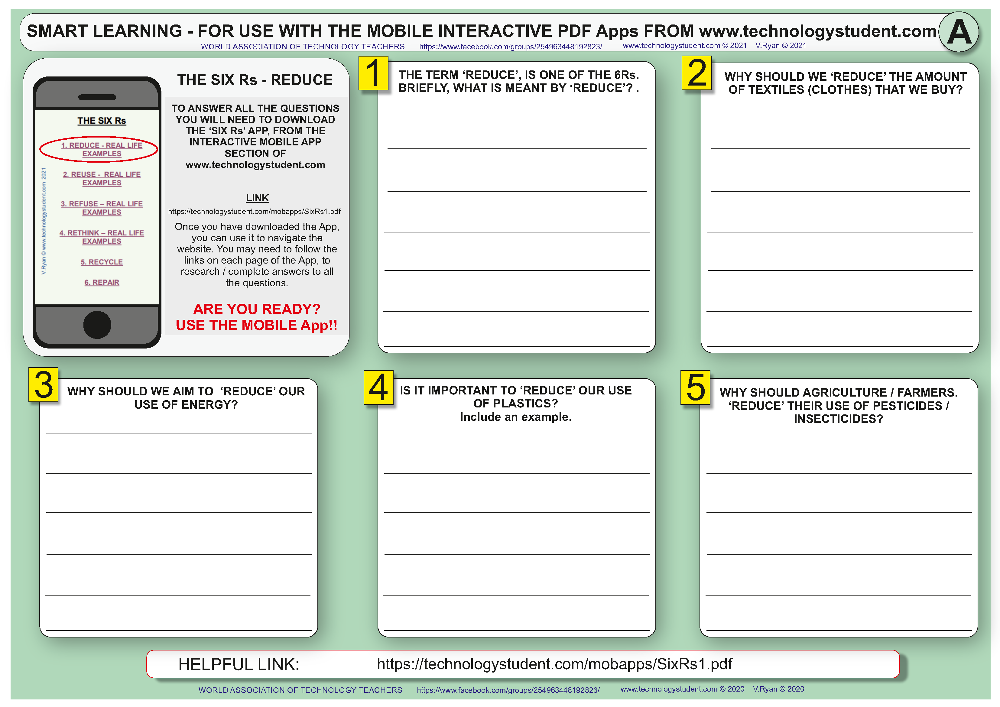 SMART LEARNING - FOR USE WITH THE MOBILE INTERACTIVE PDF Apps FROM www.technologystudent.com
A
WORLD ASSOCIATION OF TECHNOLOGY TEACHERS https://www.facebook.com/groups/254963448192823/ www.technologystudent.com © 2021 V.Ryan © 2021
THE SIX Rs
1. REDUCE - REAL LIFE
EXAMPLES
2. REUSE - REAL LIFE
EXAMPLES
3. REFUSE – REAL LIFE
EXAMPLES
4. RETHINK – REAL LIFE
EXAMPLES
5. RECYCLE
6. REPAIR
V.Ryan © www.technologystudent.com 2021
THE SIX Rs - REDUCE
TO ANSWER ALL THE QUESTIONS
YOU WILL NEED TO DOWNLOAD
THE ‘SIX Rs’ APP, FROM THE
INTERACTIVE MOBILE APP
SECTION OF
www.technologystudent.com
LINK
https://technologystudent.com/mobapps/SixRs1.pdf
Once you have downloaded the App,
you can use it to navigate the
website. You may need to follow the
links on each page of the App, to
research / complete answers to all
the questions.
ARE YOU READY?
USE THE MOBILE App!!
1
THE TERM ‘REDUCE’, IS ONE OF THE 6Rs.
BRIEFLY, WHAT IS MEANT BY ‘REDUCE’? .
2
WHY SHOULD WE ‘REDUCE’ THE AMOUNT
OF TEXTILES (CLOTHES) THAT WE BUY?
3
WHY SHOULD WE AIM TO ‘REDUCE’ OUR
USE OF ENERGY?
4
IS IT IMPORTANT TO ‘REDUCE’ OUR USE
OF PLASTICS?
Include an example.
5
WHY SHOULD AGRICULTURE / FARMERS.
‘REDUCE’ THEIR USE OF PESTICIDES /
INSECTICIDES?
HELPFUL LINK: https://technologystudent.com/mobapps/SixRs1.pdf
WORLD ASSOCIATION OF TECHNOLOGY TEACHERS https://www.facebook.com/groups/254963448192823/ www.technologystudent.com © 2020 V.Ryan © 2020